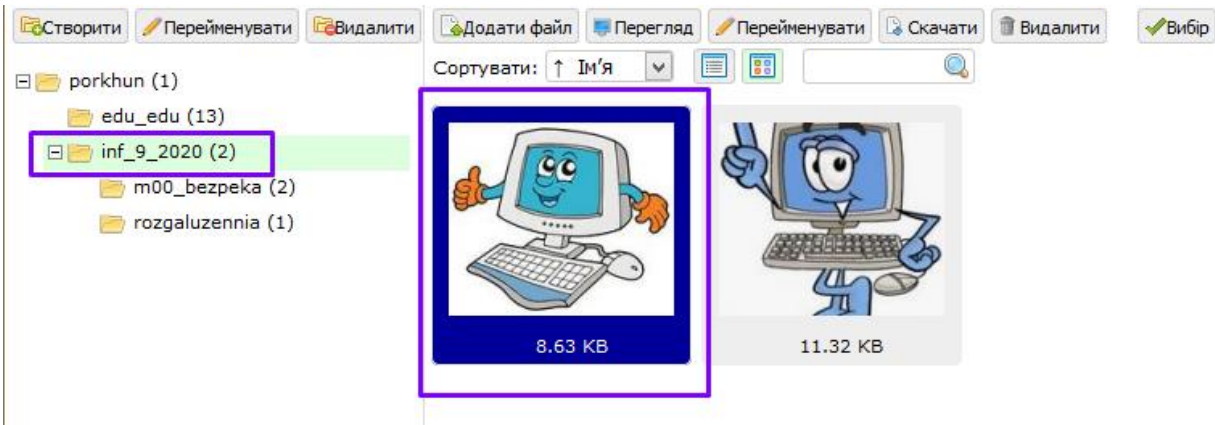 Створити Перейменувати Видалити Додати файл Перегляд Перейменувати Скачати Видалити Вибір
Сортувати: ↑ Ім'я
porkhun (1)
edu_edu (13)
inf_9_2020 (2)
m00_bezpeka (2)
rozgaluzennia (1)
8.63 KB 11.32 KB